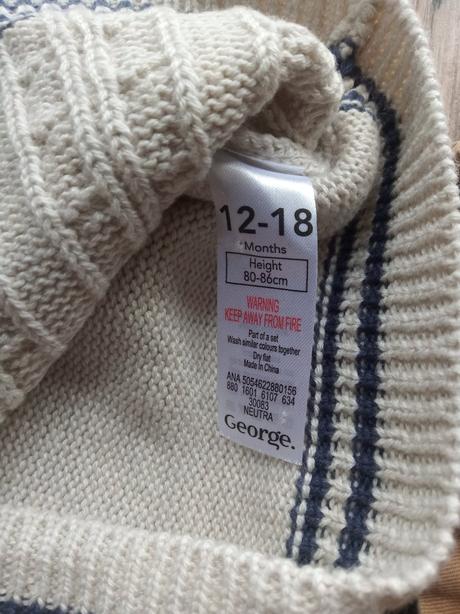 12-18
Months
Height
80-86cm
WARNING
KEEP AWAY FROM FIRE
Part of a set
Wash similar colours together
Dry flat
Made in China
ANA 5054622880156
880 1601 6107 634
30083
NEUTRA
George.